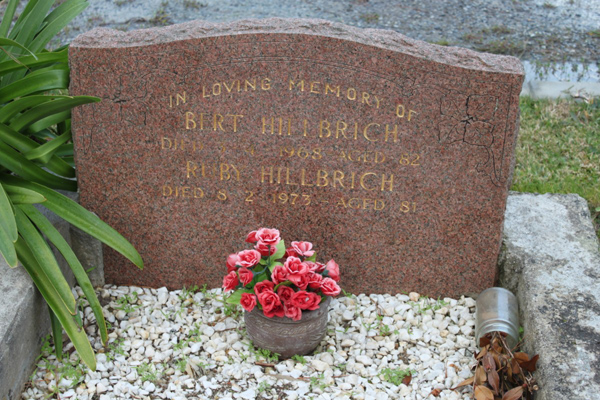 IN LOVING MEMORY OF
BERT HILLBRICH
DIED 1968 AGED 82
RUBY HILLBRICH
DIED 8 2 1973 AGED 81